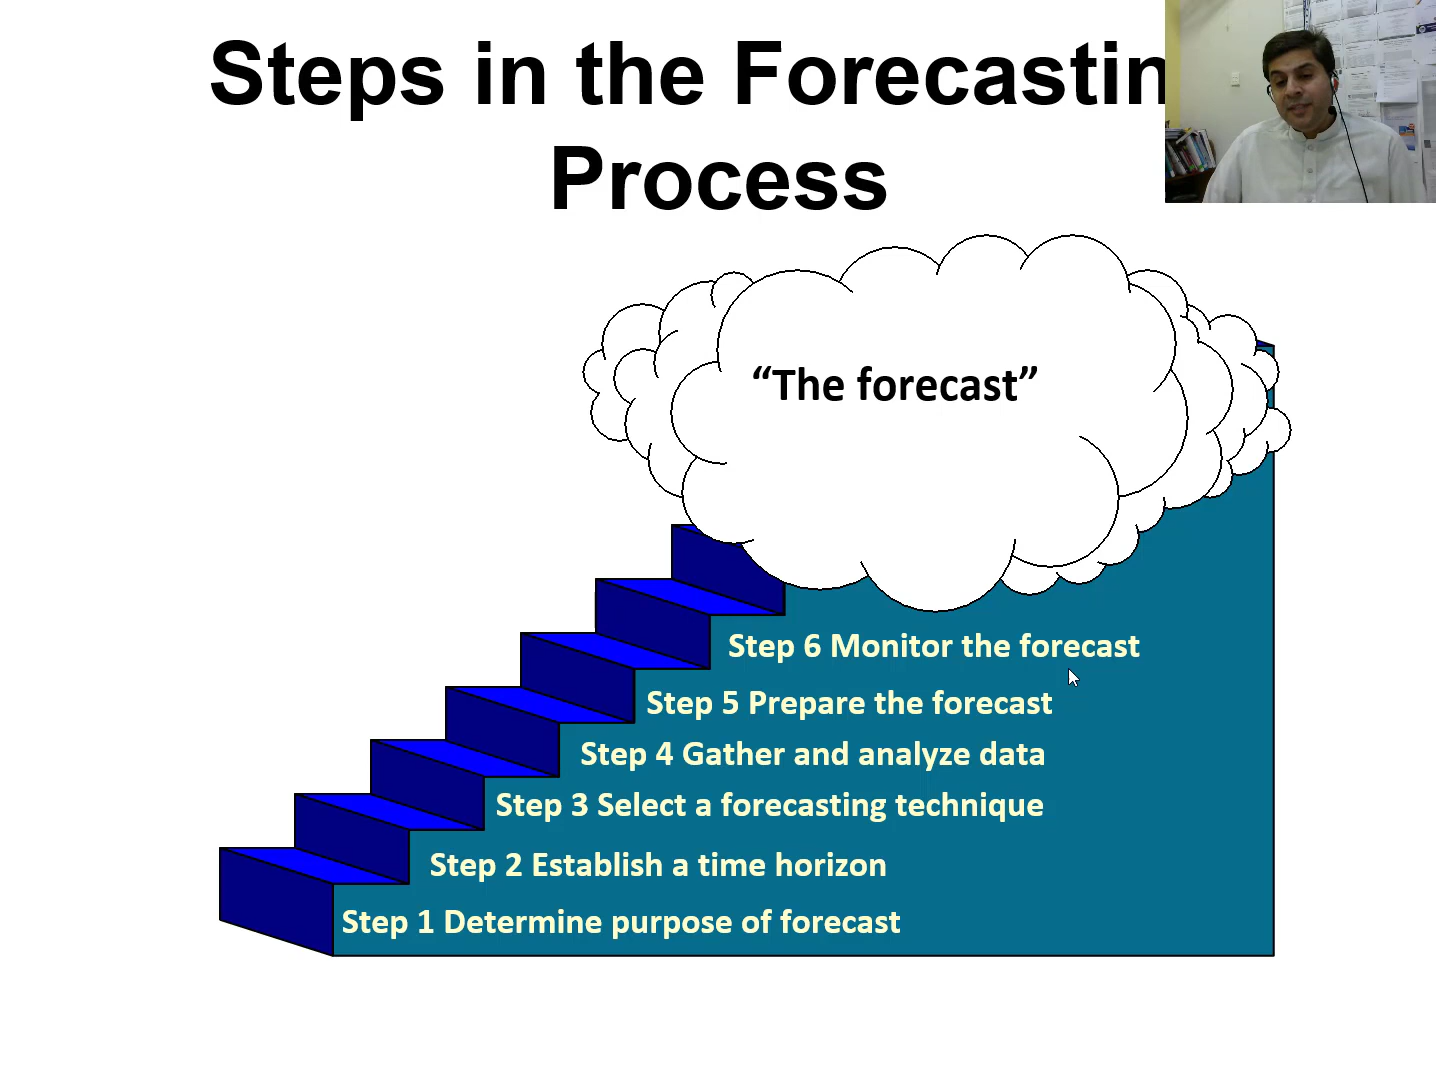 Steps in the Forecastin
Process
“The forecast”
Step 6 Monitor the forecast
Step 5 Prepare the forecast
Step 4 Gather and analyze data
Step 3 Select a forecasting technique
Step 2 Establish a time horizon
Step 1 Determine purpose of forecast